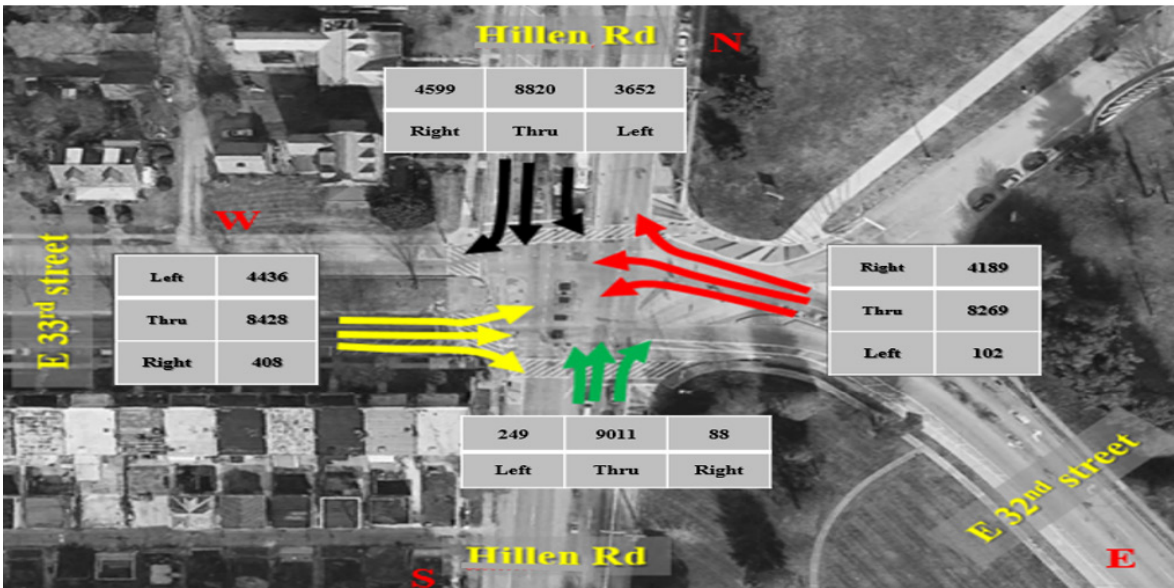 Hillen Rd
N
4599 8820 3652
Right Thru Left
W
E 33rd street
Left 4436
Thru 8428
Right 408
Right 4189
Thru 8269
Left 102
249 9011 88
Left Thru Right
E 32nd street
Hillen Rd
S
E